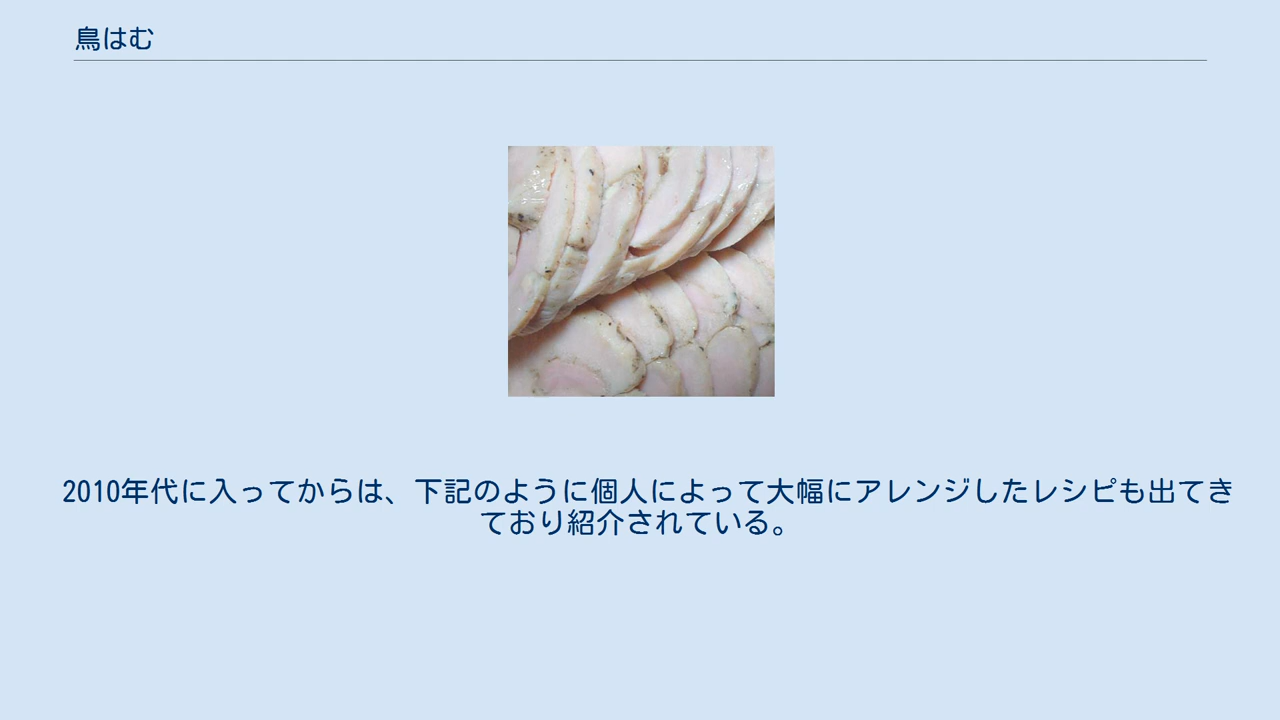 鳥はむ
2010年代に入ってからは、下記のように個人によって大幅にアレンジしたレシピも出てき
ており紹介されている。